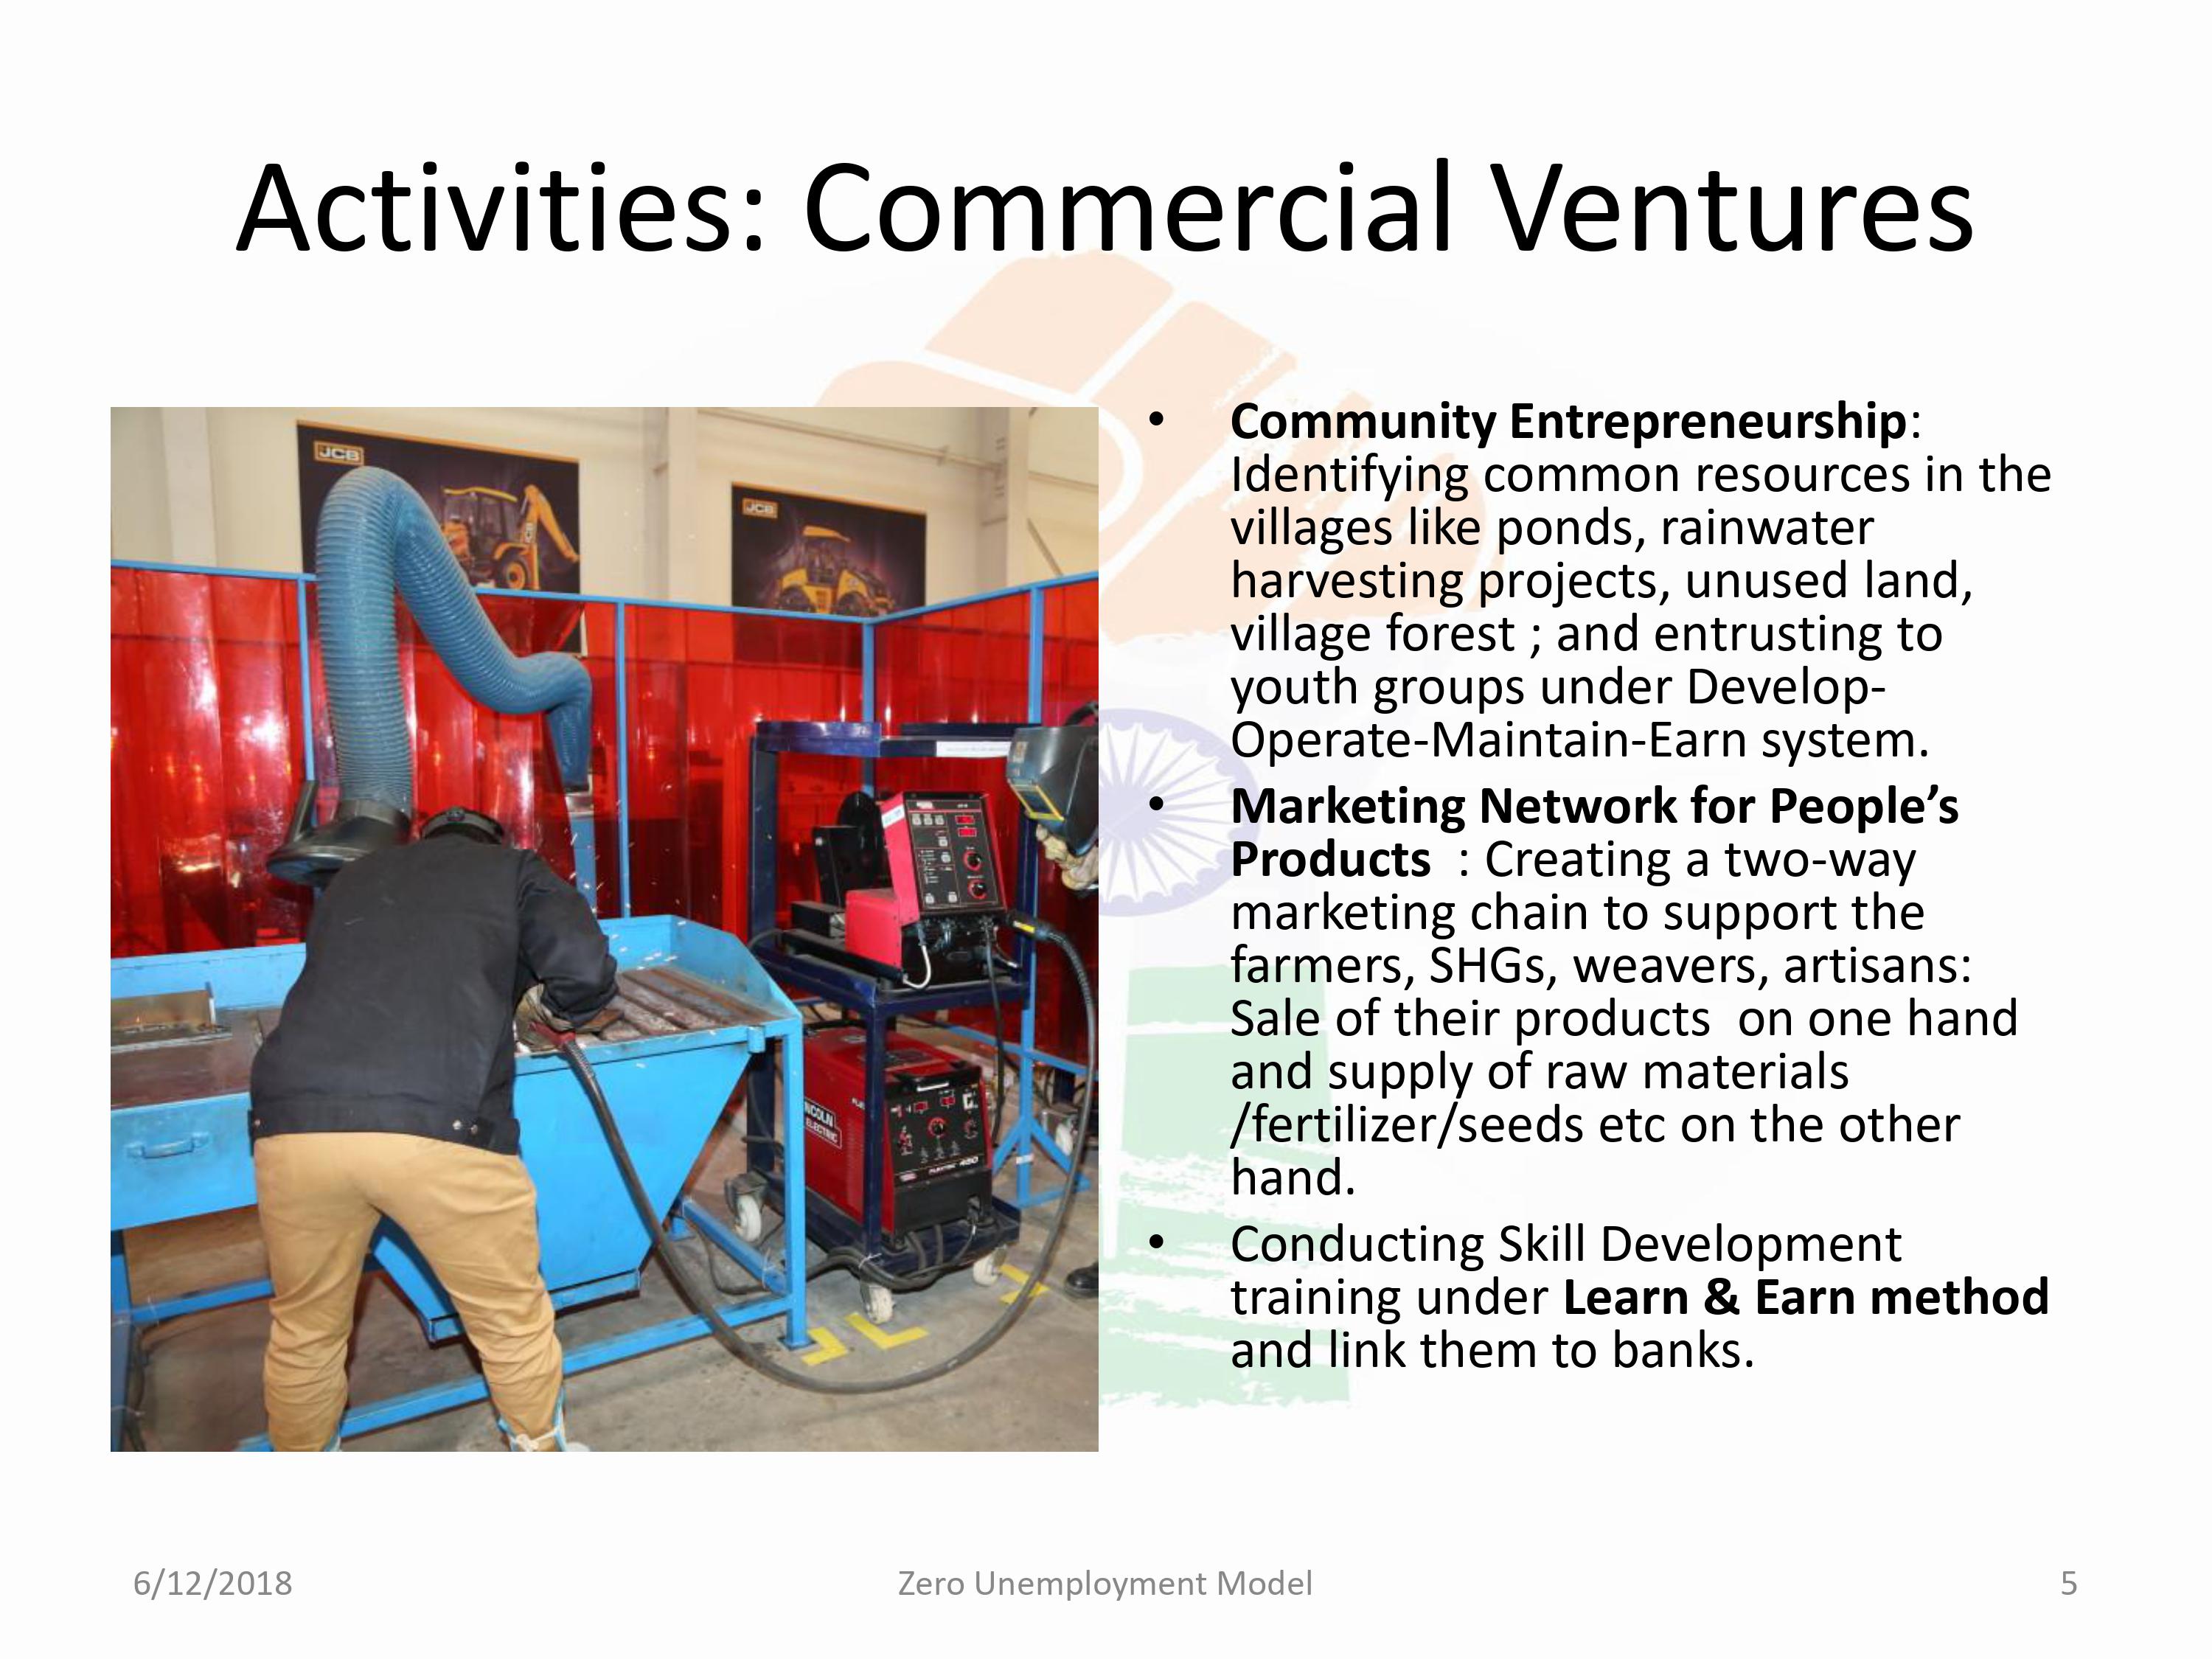 Activities: Commercial Ventures
JCB
JCB
LINCOLN
ELECTRIC
• Community Entrepreneurship:
Identifying common resources in the
villages like ponds, rainwater
harvesting projects, unused land,
village forest ; and entrusting to
youth groups under Develop-
Operate-Maintain-Earn system.
• Marketing Network for People’s
Products  : Creating a two-way
marketing chain to support the
farmers, SHGs, weavers, artisans:
Sale of their products  on one hand
and supply of raw materials
/fertilizer/seeds etc on the other
hand.
• Conducting Skill Development
training under Learn & Earn method
and link them to banks.
6/12/2018 Zero Unemployment Model 5